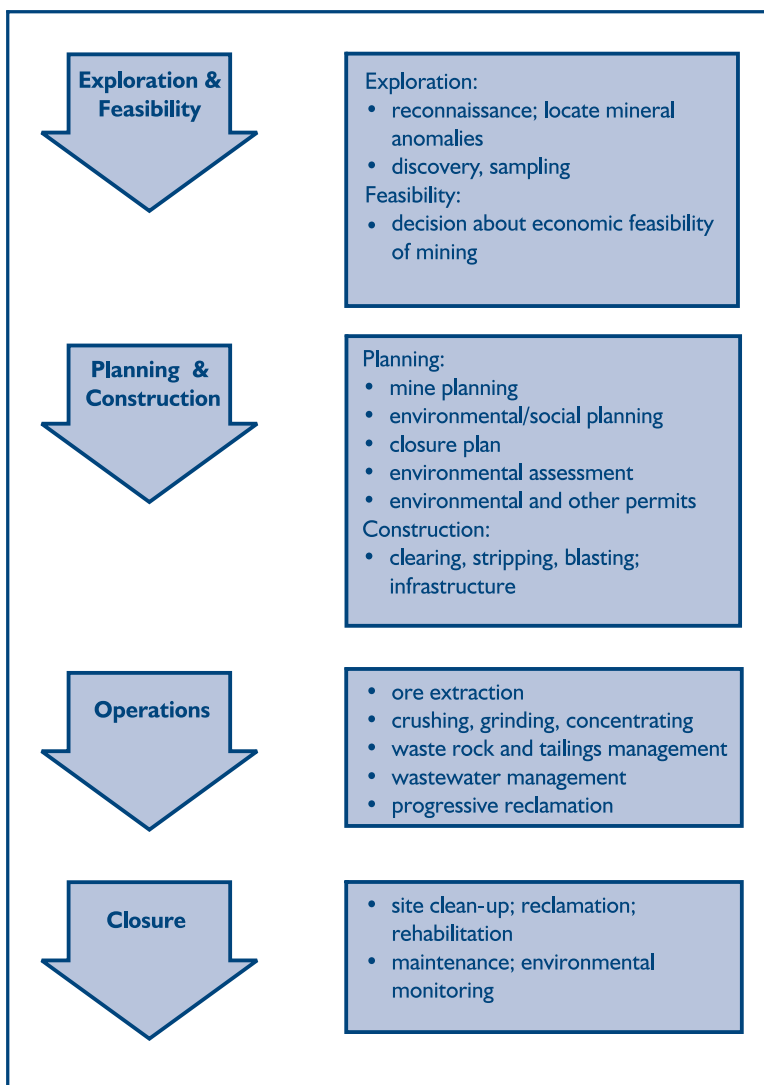 Exploration &
Feasibility
Exploration:
• reconnaissance; locate mineral
anomalies
• discovery, sampling
Feasibility:
• decision about economic feasibility
of mining
Planning &
Construction
Planning:
• mine planning
• environmental/social planning
• closure plan
• environmental assessment
• environmental and other permits
Construction:
• clearing, stripping, blasting;
infrastructure
Operations
• ore extraction
• crushing, grinding, concentrating
• waste rock and tailings management
• wastewater management
• progressive reclamation
Closure
• site clean-up; reclamation;
rehabilitation
• maintenance; environmental
monitoring